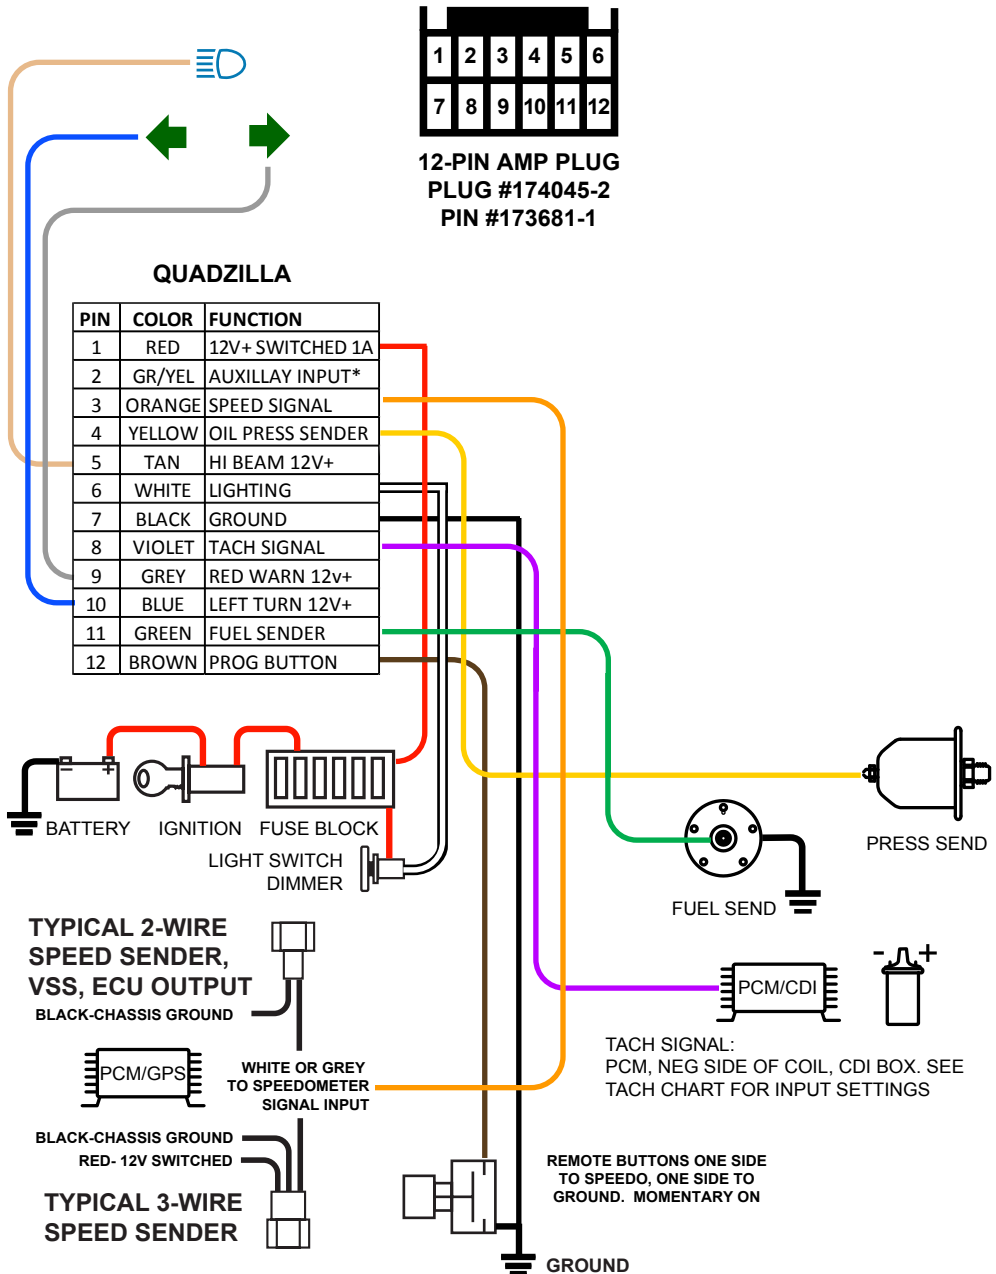 1 2 3 4 5 6
7 8 9 10 11 12
12-PIN AMP PLUG
PLUG #174045-2
PIN #173681-1
QUADZILLA
PIN COLOR FUNCTION
1 RED 12V+ SWITCHED 1A
2 GR/YEL AUXILLAY INPUT*
3 ORANGE SPEED SIGNAL
4 YELLOW OIL PRESS SENDER
5 TAN HI BEAM 12V+
6 WHITE LIGHTING
7 BLACK GROUND
8 VIOLET TACH SIGNAL
9 GREY RED WARN 12v+
10 BLUE LEFT TURN 12V+
11 GREEN FUEL SENDER
12 BROWN PROG BUTTON
- +
BATTERY IGNITION FUSE BLOCK
LIGHT SWITCH
DIMMER
PRESS SEND
FUEL SEND
TYPICAL 2-WIRE
SPEED SENDER,
VSS, ECU OUTPUT
BLACK-CHASSIS GROUND
- +
PCM/CDI
TACH SIGNAL:
PCM, NEG SIDE OF COIL, CDI BOX. SEE
TACH CHART FOR INPUT SETTINGS
PCM/GPS
WHITE OR GREY
TO SPEEDOMETER
SIGNAL INPUT
BLACK-CHASSIS GROUND
RED- 12V SWITCHED
TYPICAL 3-WIRE
SPEED SENDER
REMOTE BUTTONS ONE SIDE
TO SPEEDO, ONE SIDE TO
GROUND. MOMENTARY ON
GROUND